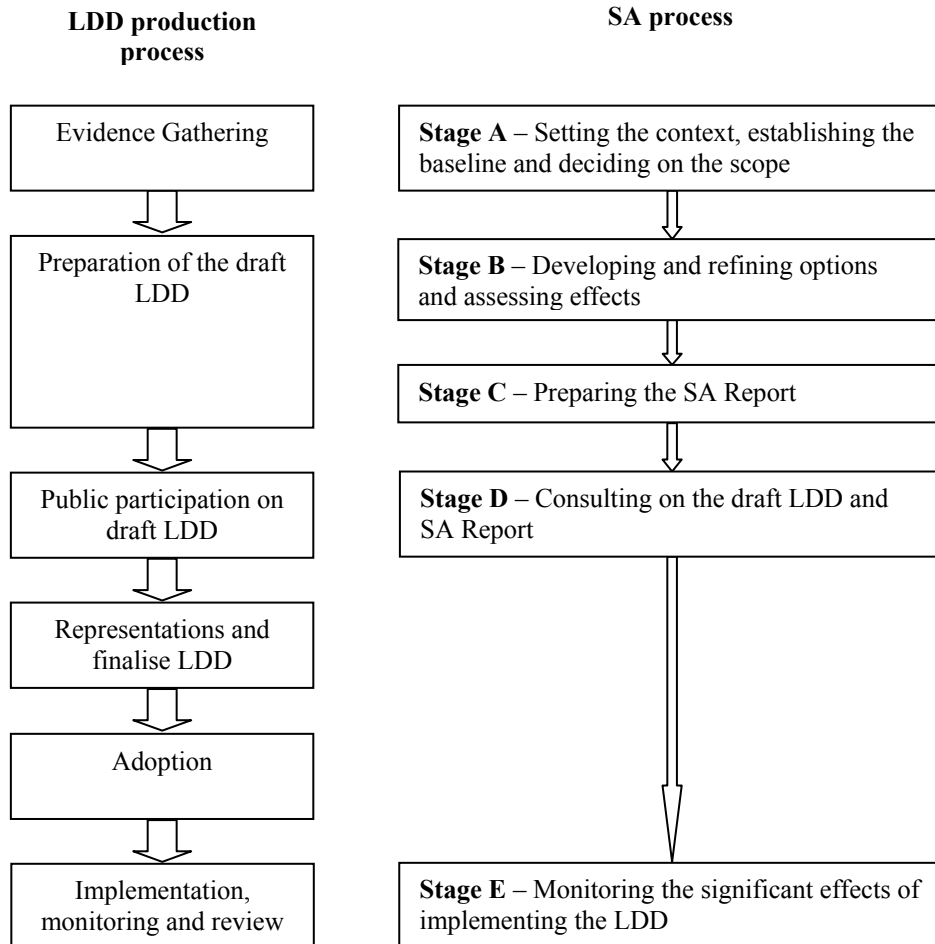 LDD production
process
SA process
Evidence Gathering
Stage A – Setting the context, establishing the
baseline and deciding on the scope
Preparation of the draft
LDD
Stage B – Developing and refining options
and assessing effects
Stage C – Preparing the SA Report
Public participation on
draft LDD
Stage D – Consulting on the draft LDD and
SA Report
Representations and
finalise LDD
Adoption
Implementation,
monitoring and review
Stage E – Monitoring the significant effects of
implementing the LDD